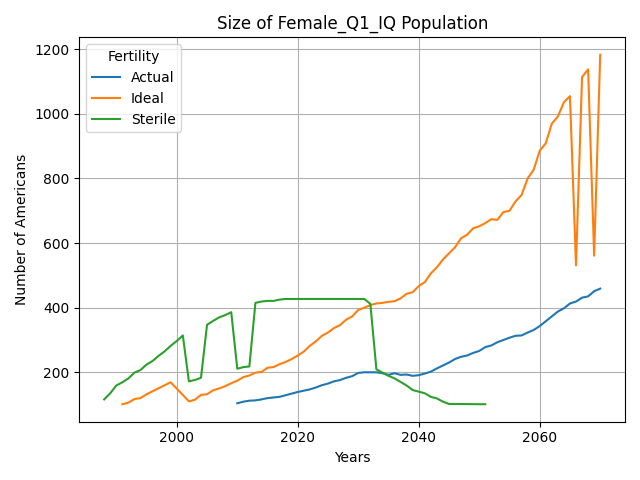 Size of Female_Q1_IQ Population
Fertility
Actual
Ideal
Sterile
Number of Americans
1200
1000
800
600
400
200
2000
2020
2040
2060
Years